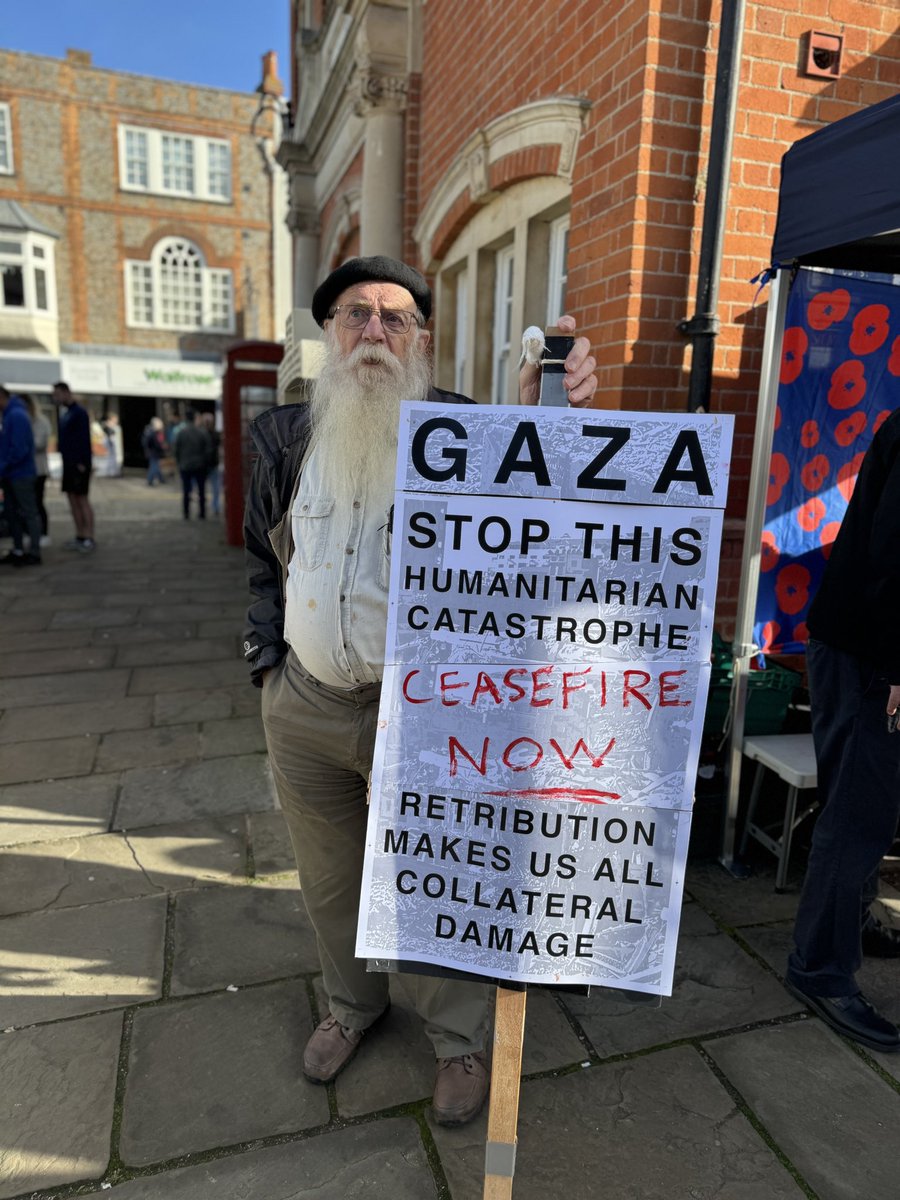 Waitrose
GAZA
STOP THIS
HUMANITARIAN
CATASTROPHE
CEASEFIRE
NOW
RETRIBUTION
MAKES US ALL
COLLATERAL
DAMAGE